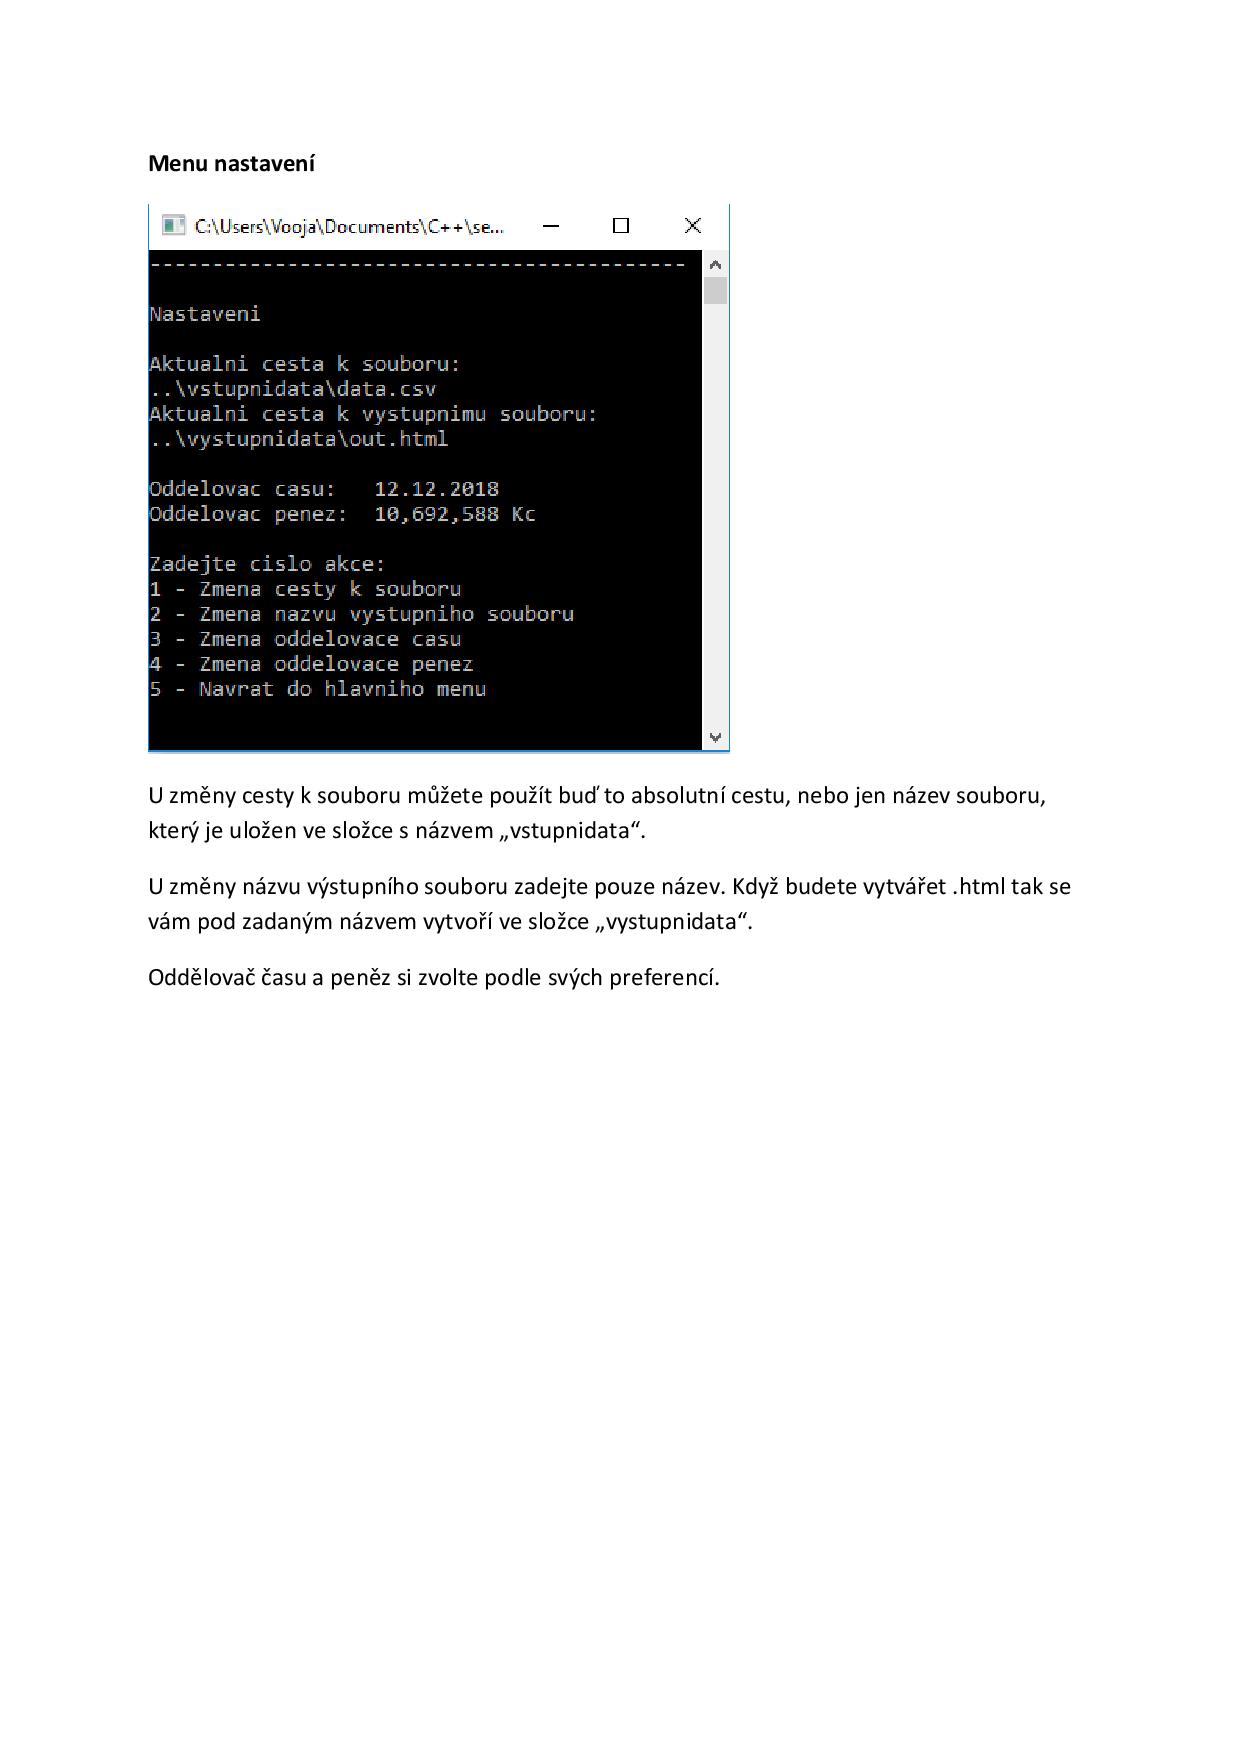 Menu nastavení
C:\Users\Vooja\Documents\C++\se...
-------------------------------------------
Nastaveni
Aktualni cesta k souboru:
..\vstupnidata\data.csv
Aktualni cesta k vystupnimu souboru:
..\vystupnidata\out.html
Oddelovac casu:   12.12.2018
Oddelovac penez:  10,692,588 Kc
Zadejte cislo akce:
1 - Zmena cesty k souboru
2 - Zmena nazvu vystupniho souboru
3 - Zmena oddelovace casu
4 - Zmena oddelovace penez
5 - Navrat do hlavniho menu
U změny cesty k souboru můžete použít buď to absolutní cestu, nebo jen název souboru,
který je uložen ve složce s názvem „vstupnidata“.
U změny názvu výstupního souboru zadejte pouze název. Když budete vytvářet .html tak se
vám pod zadaným názvem vytvoří ve složce „vystupnidata“.
Oddělovač času a peněz si zvolte podle svých preferencí.